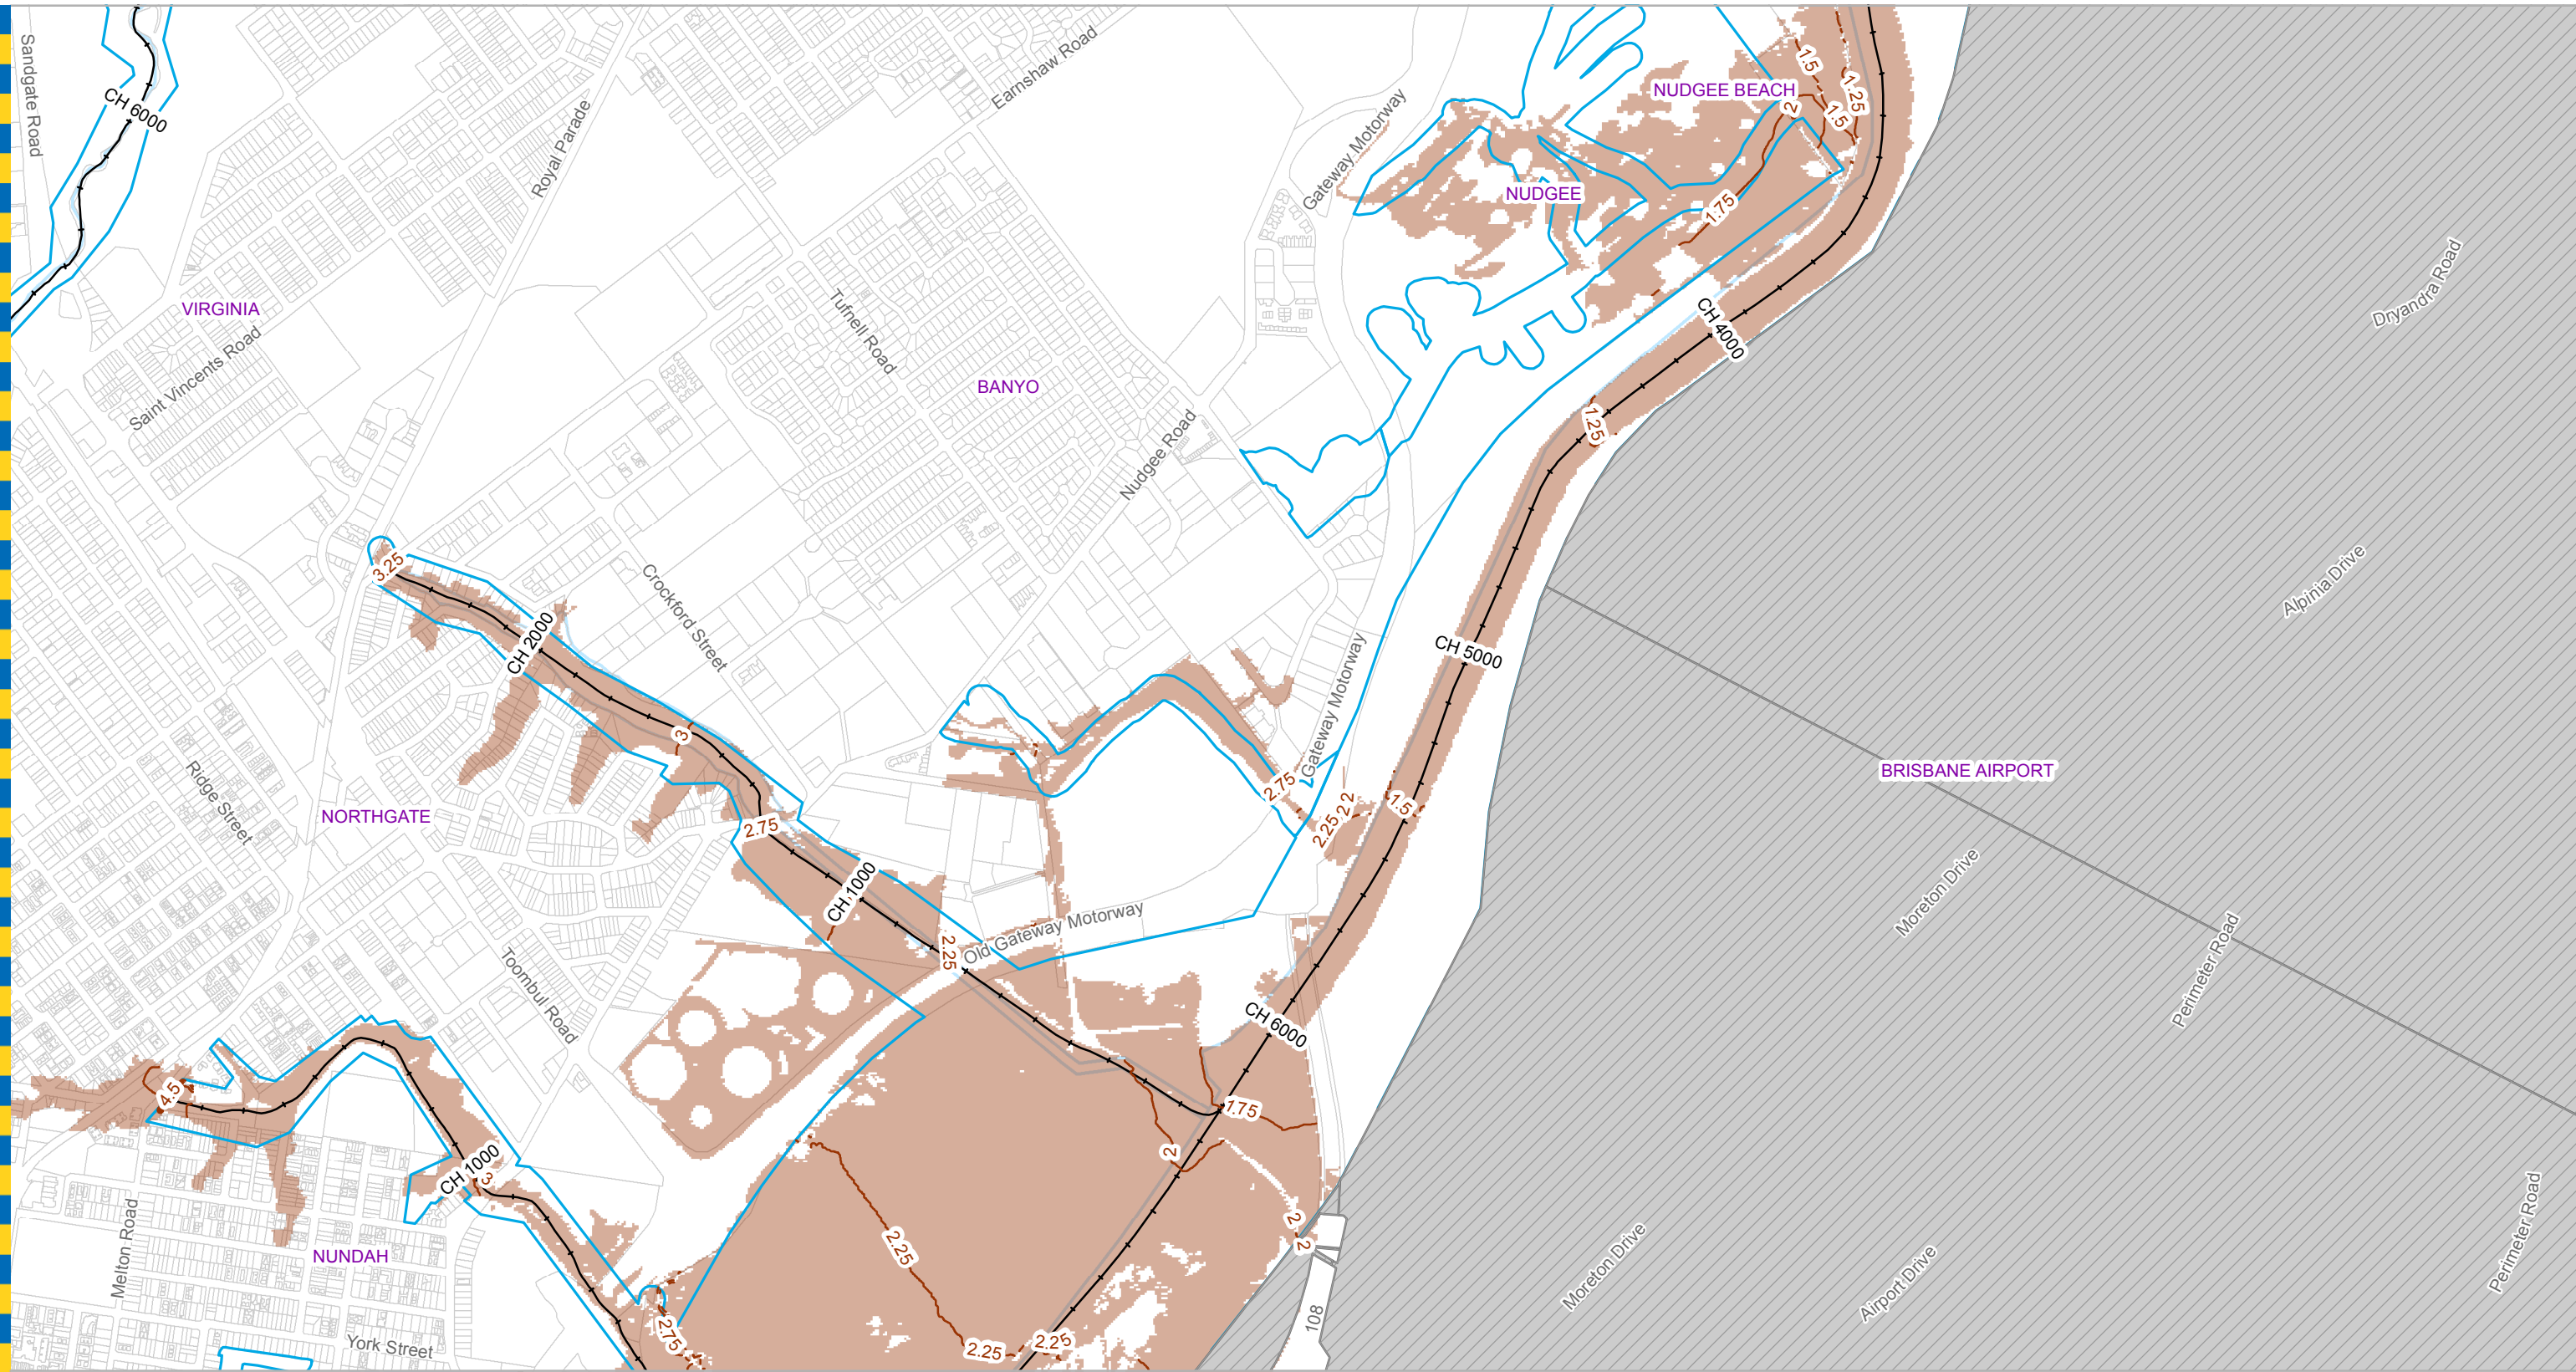 Sandgate Road
CH 6000
Royal Parade
Earnshaw Road
Gateway Motorway
NUDGEE BEACH
1.5
1.25
2
1.5
NUDGEE
1.75
VIRGINIA
Saint Vincents Road
Tufnell Road
BANYO
Nudgee Road
CH 4000
1.25
Dryandra Road
Alpinia Drive
3.25
CH 2000
Crockford Street
3
Gateway Motorway
CH 5000
2.75
2.25
2
2
1.5
BRISBANE AIRPORT
Ridge Street
NORTHGATE
2.75
CH 1000
2.25
Old Gateway Motorway
Moreton Drive
Perimeter Road
Toombul Road
CH 6000
4.5
1.75
2
CH 1000
3
Melton Road
NUNDAH
2.25
2
2
Moreton Drive
Airport Drive
Perimeter Road
York Street
2.75
2.25
2.25
108